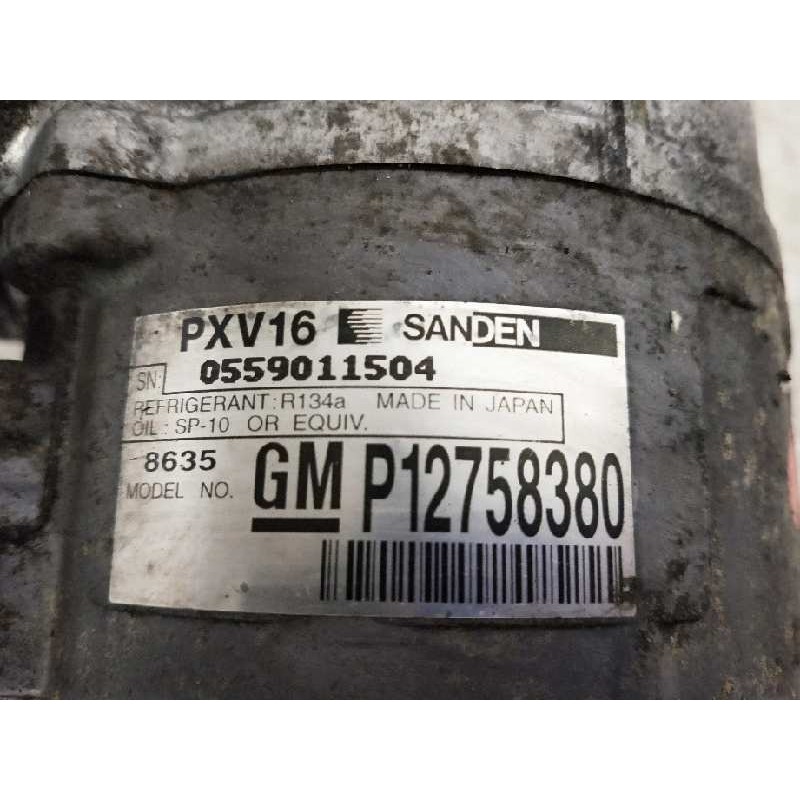 PXV16 SANDEN
SN: 0559011504
REFRIGERANT: R134a MADE IN JAPAN
OIL: SP-10 OR EQUIV.
8635
MODEL NO. GM P12758380